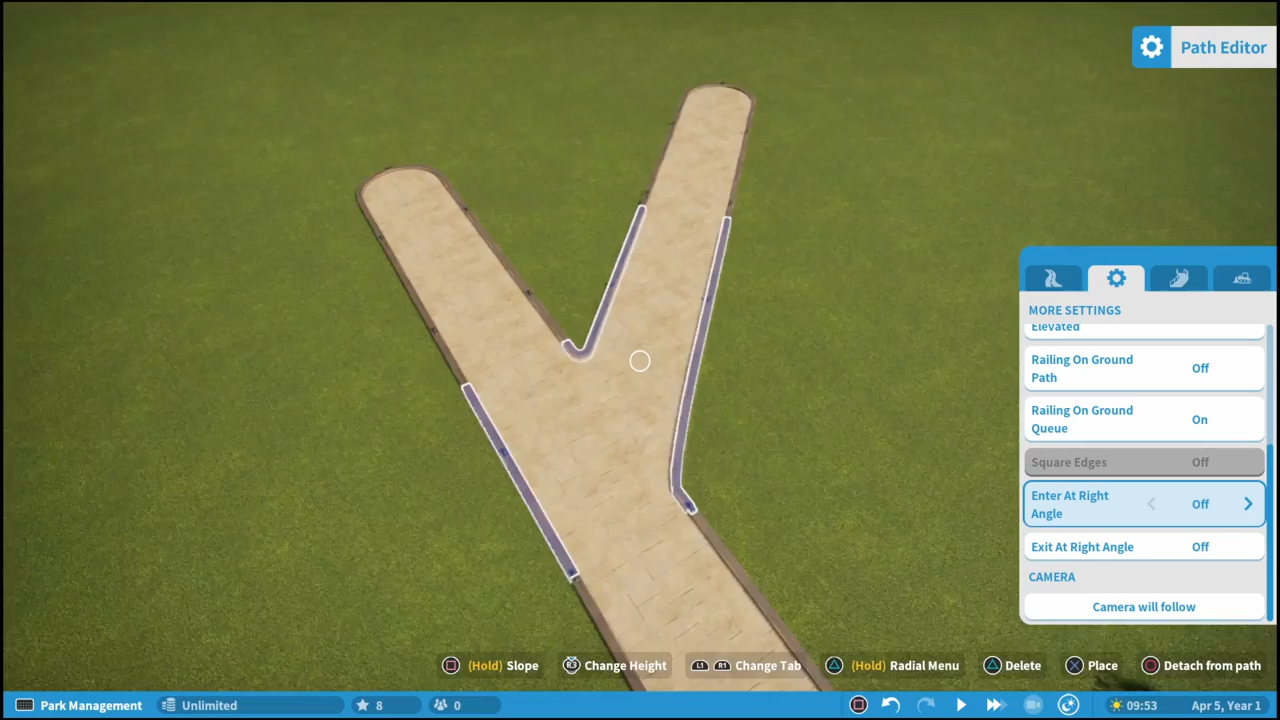 Path Editor
MORE SETTINGS
Elevated
Railing On Ground
Path
Off
Railing On Ground
Queue
On
Square Edges
Off
Enter At Right
Angle
Off
Exit At Right Angle
Off
CAMERA
Camera will follow
(Hold) Slope
R3 Change Height
L1 R1 Change Tab
(Hold) Radial Menu
Delete
Place
Detach from path
Park Management
Unlimited
8
0
09:53
Apr 5, Year 1